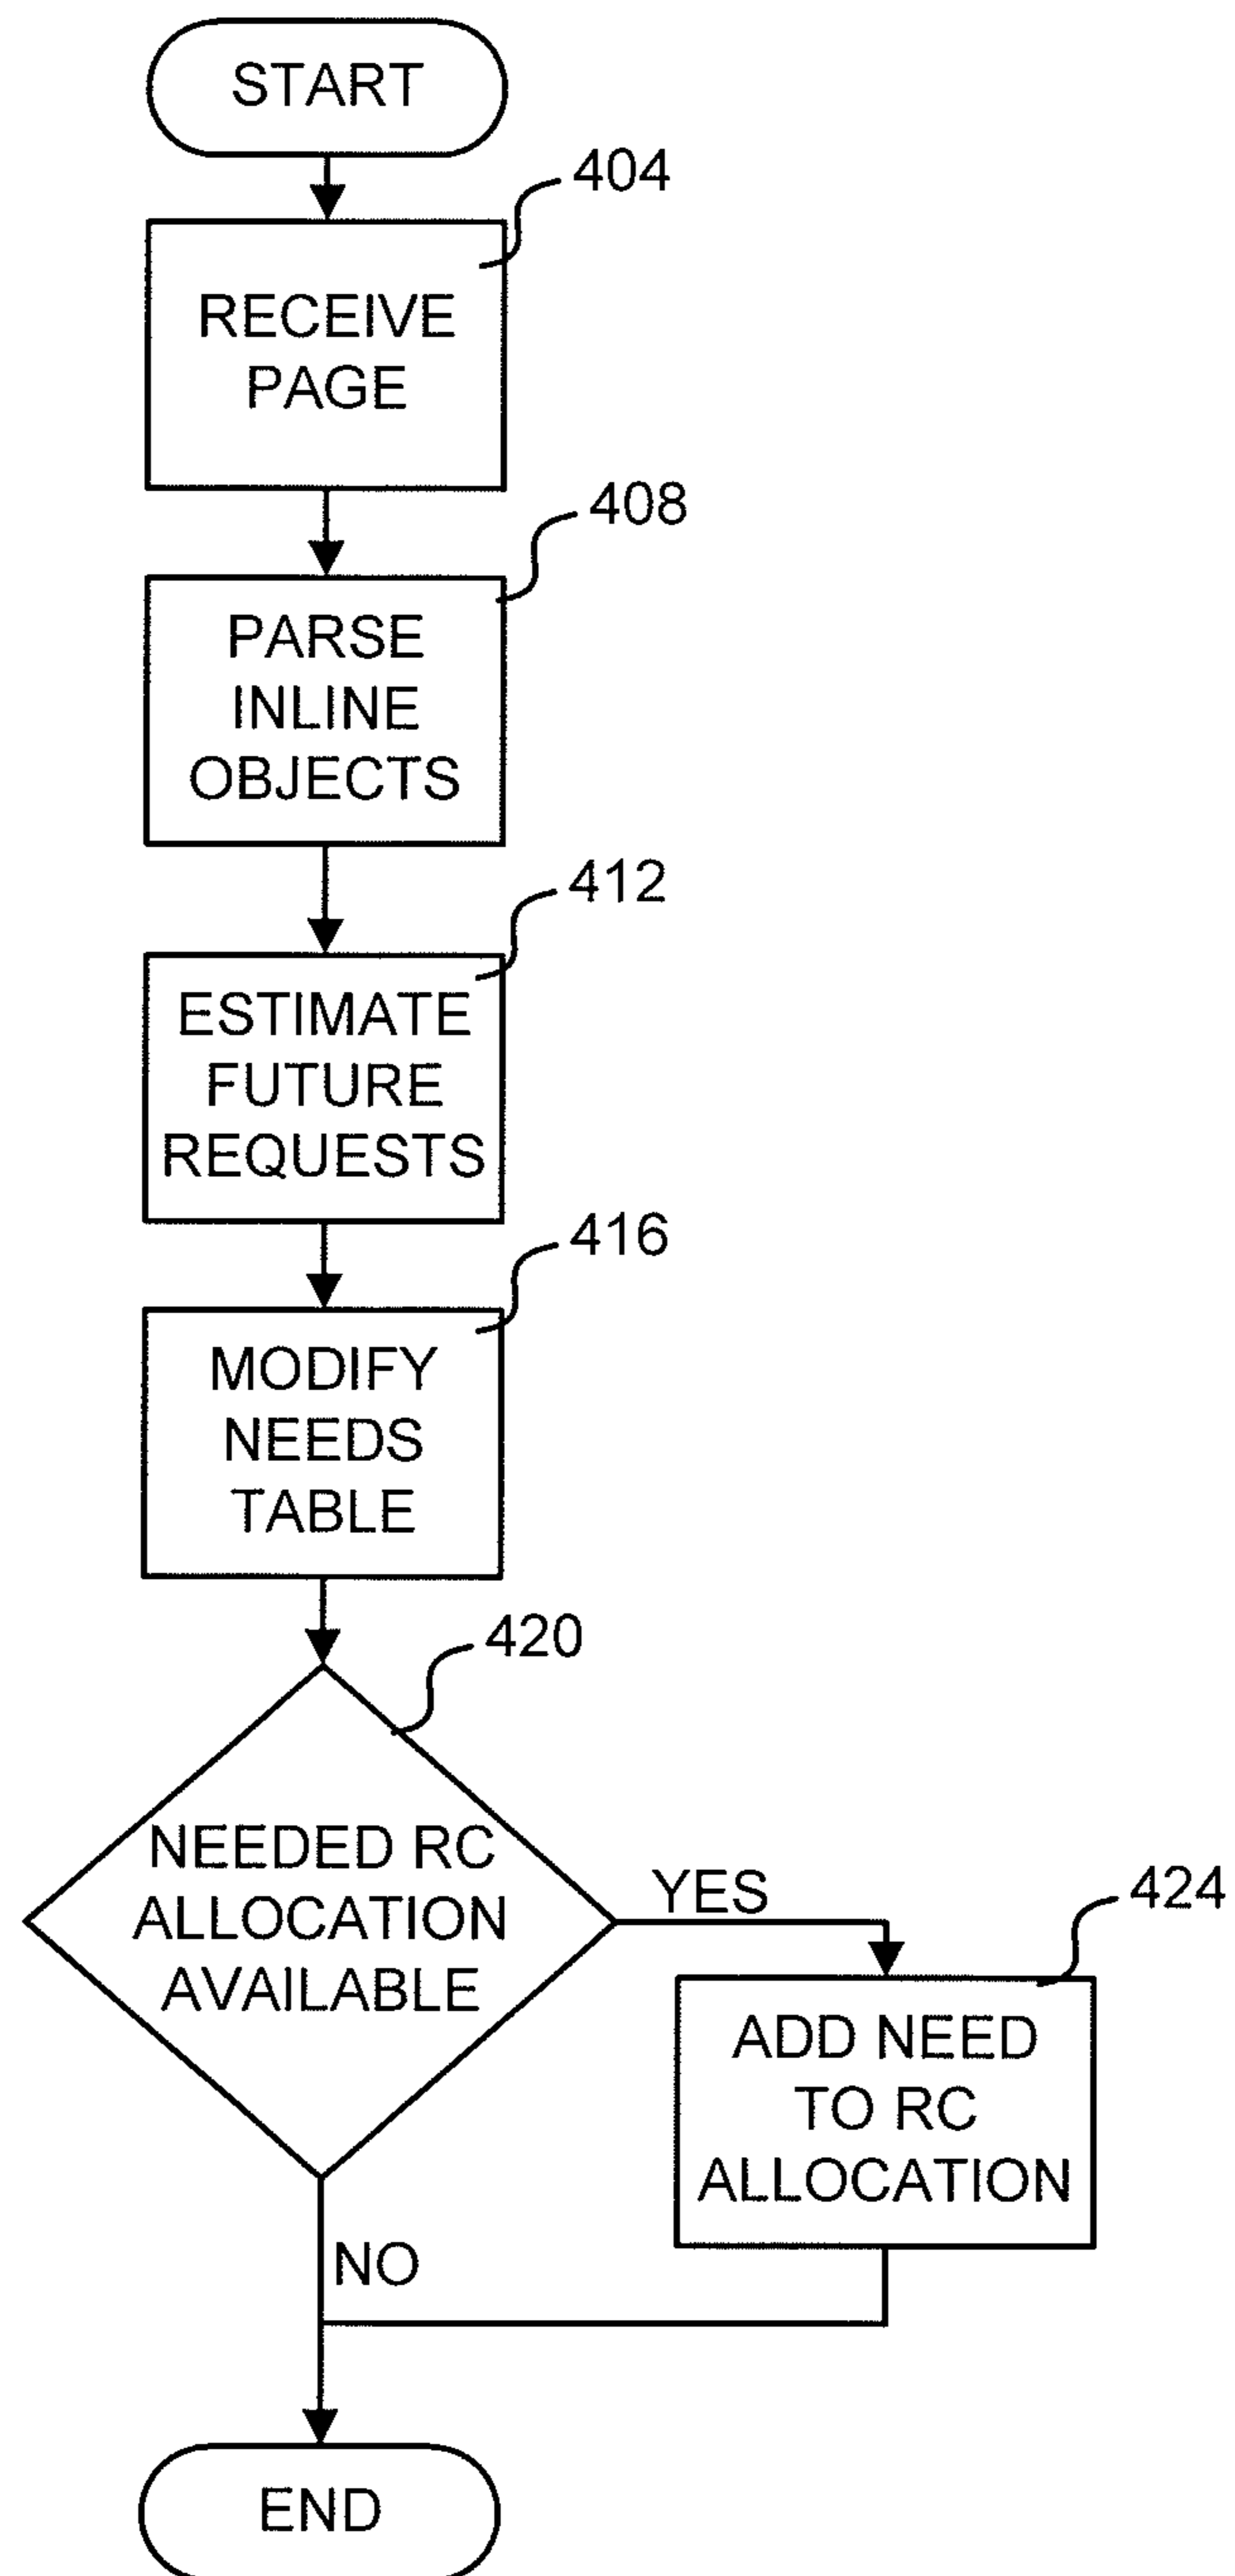 START
404
RECEIVE
PAGE
408
PARSE
INLINE
OBJECTS
412
ESTIMATE
FUTURE
REQUESTS
416
MODIFY
NEEDS
TABLE
420
NEEDED RC
ALLOCATION
AVAILABLE
YES
424
ADD NEED
TO RC
ALLOCATION
NO
END